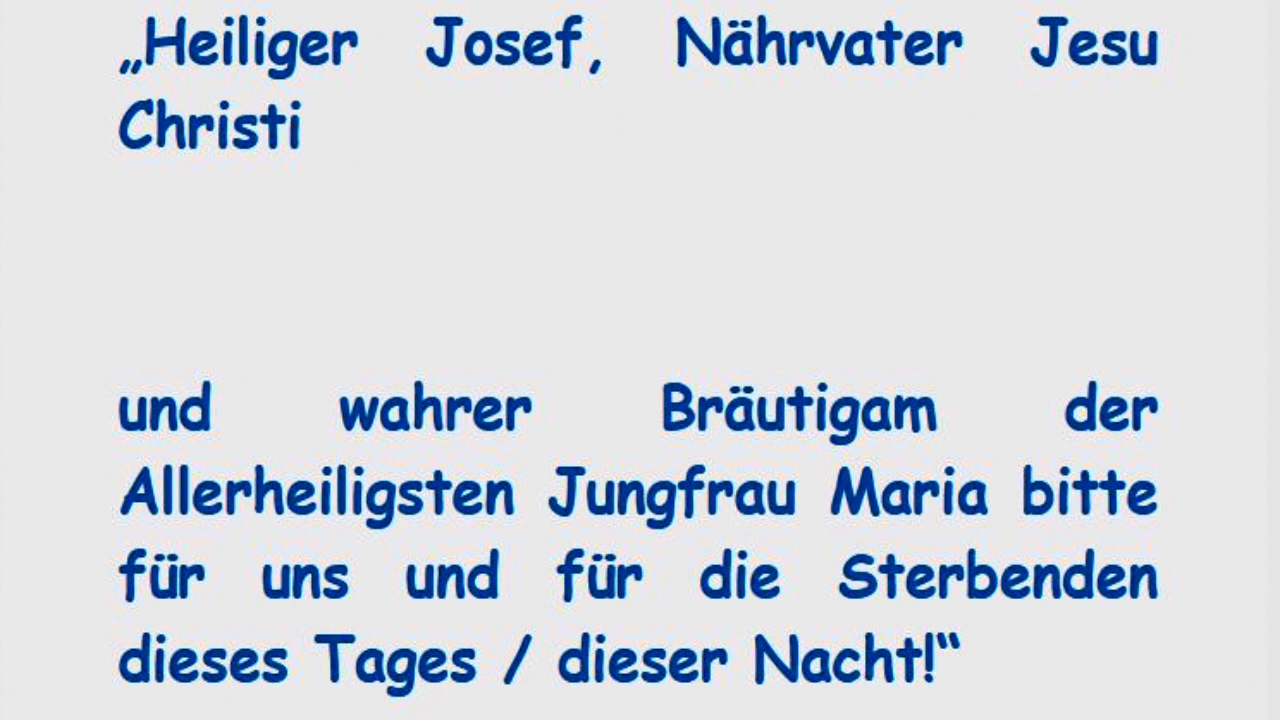 „Heiliger Josef, Nährvater Jesu
Christi
und wahrer Bräutigam der
Allerheiligsten Jungfrau Maria bitte
für uns und für die Sterbenden
dieses Tages / dieser Nacht!“